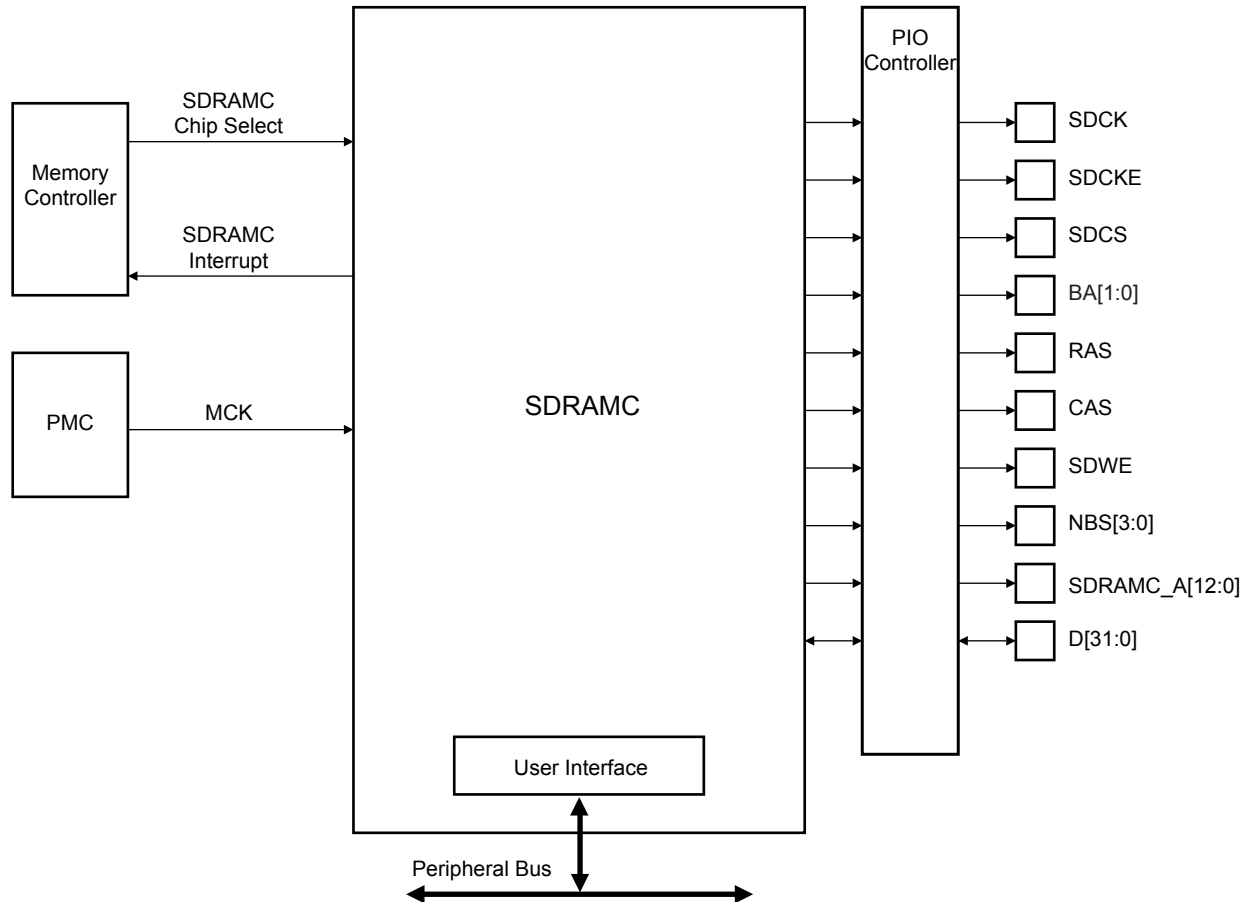 PIO
Controller
SDRAMC
Chip Select
Memory
Controller
SDRAMC
Interrupt
PMC
MCK
SDRAMC
SDCK
SDCKE
SDCS
BA[1:0]
RAS
CAS
SDWE
NBS[3:0]
SDRAMC_A[12:0]
D[31:0]
User Interface
Peripheral Bus